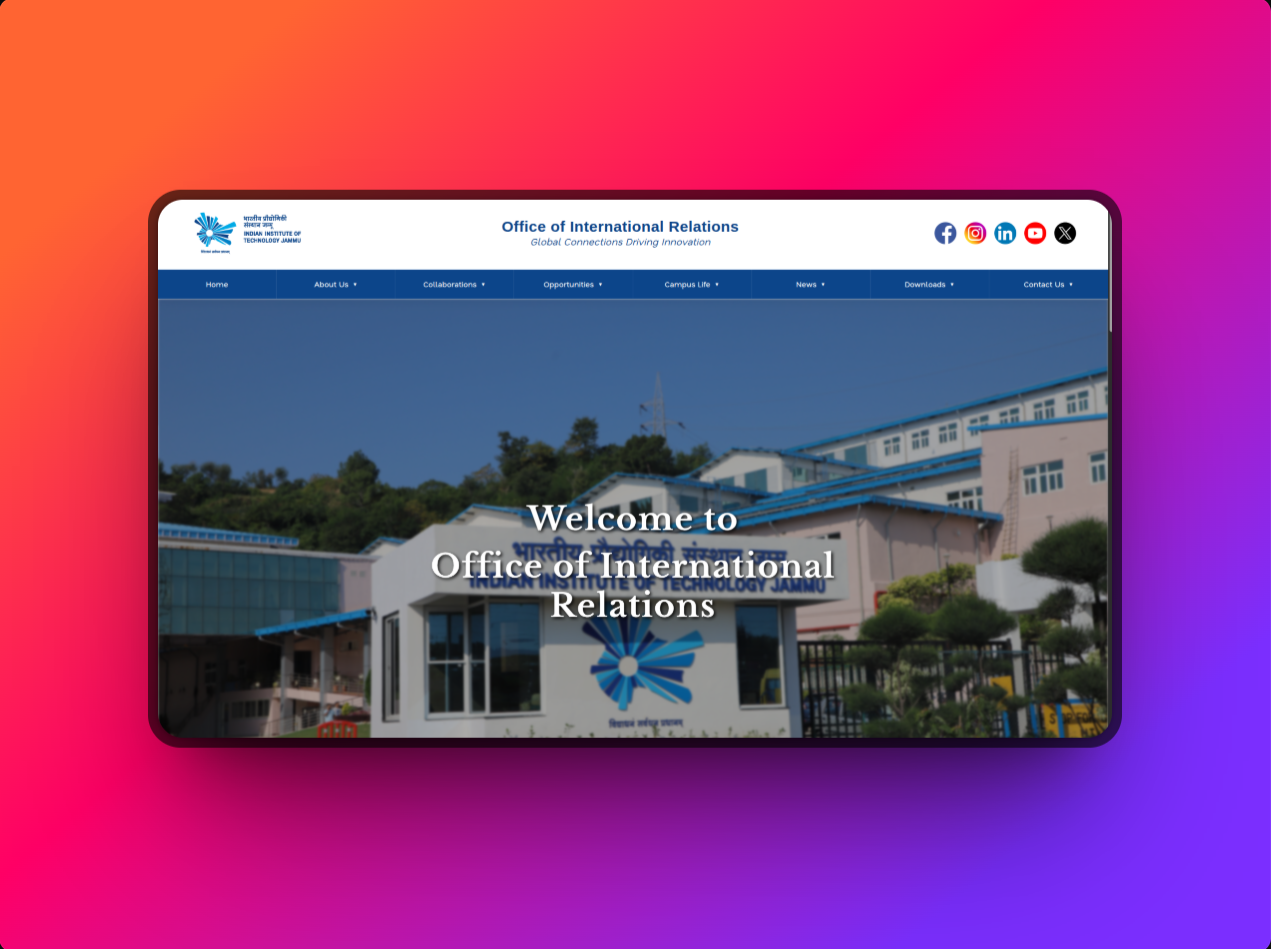 भारतीय प्रौद्योगिकी
संस्थान जम्मू
INDIAN INSTITUTE OF
TECHNOLOGY JAMMU
Office of International Relations
Global Connections Driving Innovation
Home
About Us
Collaborations
Opportunities
Campus Life
News
Downloads
Contact Us
Welcome to
भारतीय प्रौद्योगिकी संस्थान जम्मू
Office of International
INDIAN INSTITUTE OF TECHNOLOGY JAMMU
Relations